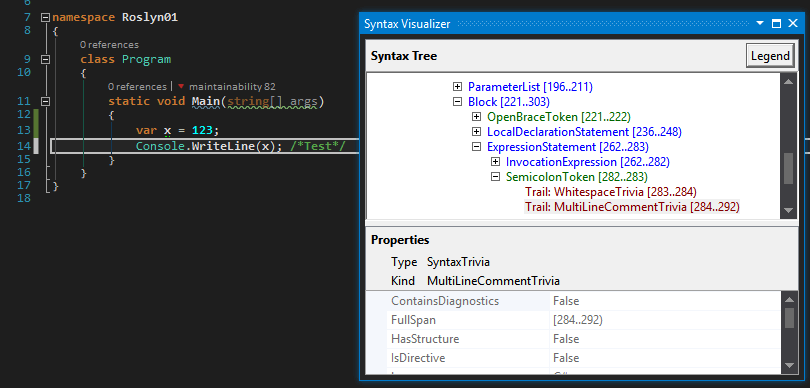 6
7 namespace Roslyn01
8 {
0 references
9 class Program
10 {
0 references | maintainability 82
11 static void Main(string[] args)
12 {
13 var x = 123;
14 Console.WriteLine(x); /*Test*/
15 }
16 }
17 }
18
Syntax Visualizer
Syntax Tree
Legend
ParameterList [196..211)
Block [221..303)
OpenBraceToken [221..222)
LocalDeclarationStatement [236..248)
ExpressionStatement [262..283)
InvocationExpression [262..282)
SemicolonToken [282..283)
Trail: WhitespaceTrivia [283..284)
Trail: MultiLineCommentTrivia [284..292)
Properties
Type SyntaxTrivia
Kind MultiLineCommentTrivia
ContainsDiagnostics False
FullSpan [284..292)
HasStructure False
IsDirective False